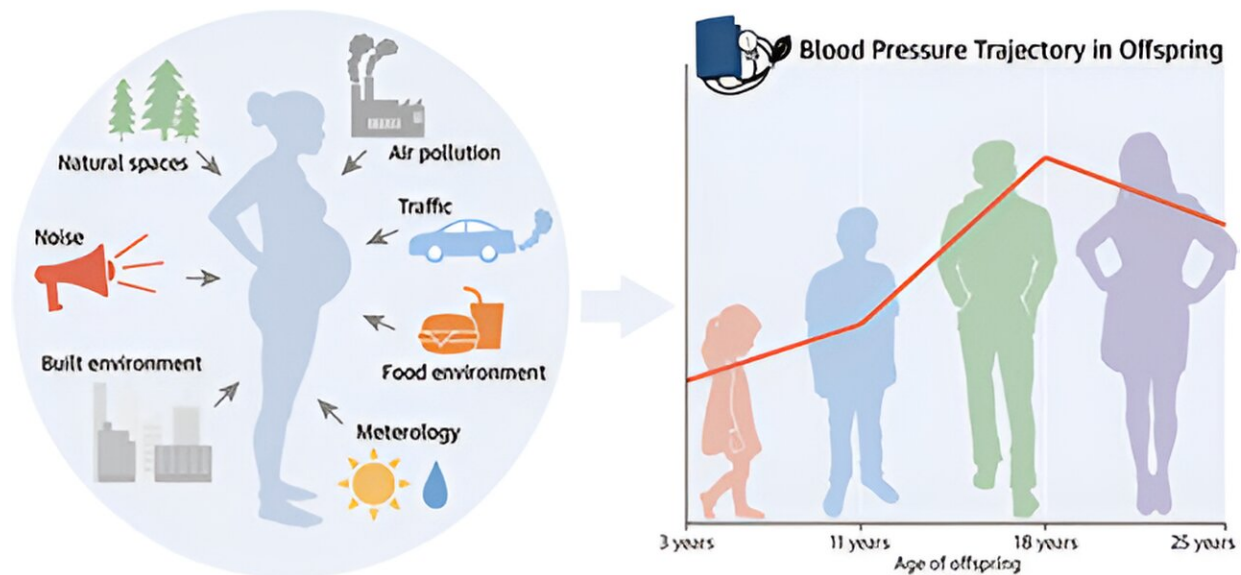 Natural spaces
Air pollution
Noise
Traffic
Built environment
Food environment
Meterology
Blood Pressure Trajectory in Offspring
3 years
11 years
18 years
25 years
Age of offspring